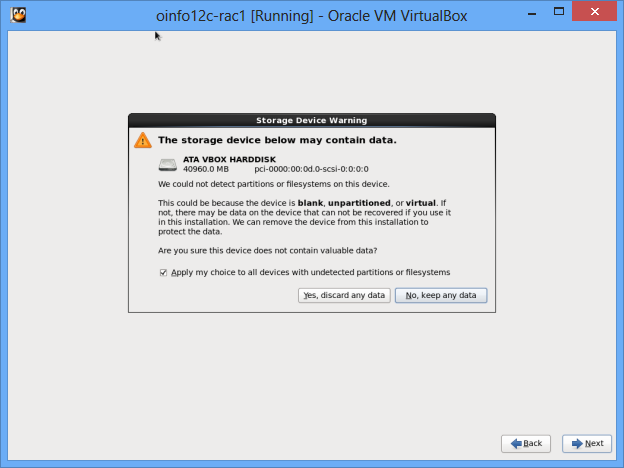 oinfo12c-rac1 [Running] - Oracle VM VirtualBox
Storage Device Warning
The storage device below may contain data.
ATA VBOX HARDDISK
40960.0 MB pci-0000:00:0d.0-scsi-0:0:0:0
We could not detect partitions or filesystems on this device.
This could be because the device is blank, unpartitioned, or virtual. If
not, there may be data on the device that can not be recovered if you use it
in this installation. We can remove the device from this installation to
protect the data.
Are you sure this device does not contain valuable data?
Apply my choice to all devices with undetected partitions or filesystems
Yes, discard any data
No, keep any data
Back
Next